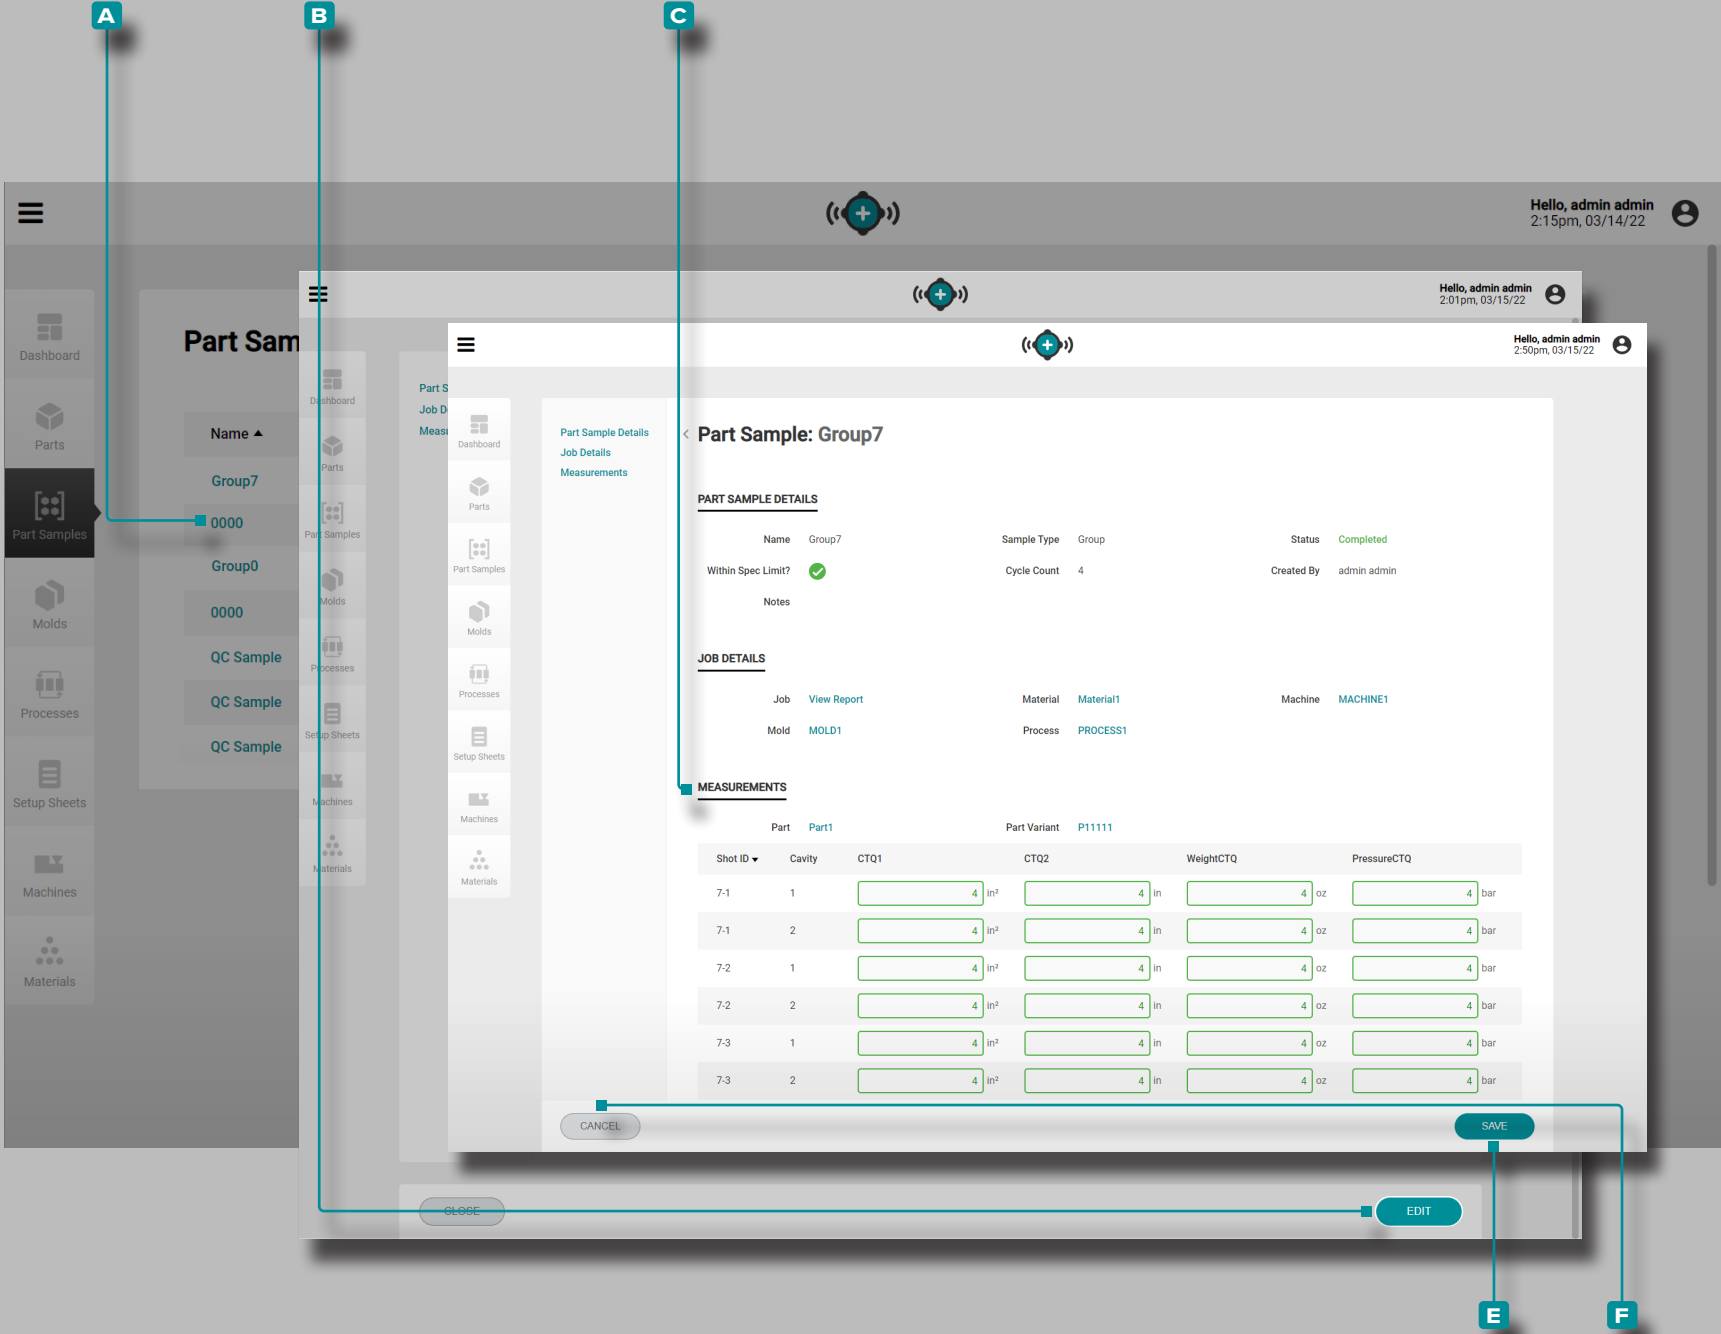 A
B
C
Hello, admin admin
2:15pm, 03/14/22
Dashboard
Parts
Part Samples
Molds
Processes
Setup Sheets
Machines
Materials
Part Sam
Name
Group7
0000
Group0
0000
QC Sample
QC Sample
QC Sample
Hello, admin admin
2:01pm, 03/15/22
Dashboard
Parts
Part Samples
Molds
Processes
Setup Sheets
Machines
Materials
Part S
Job D
Measu
CLOSE
EDIT
Hello, admin admin
2:50pm, 03/15/22
Dashboard
Parts
Part Samples
Molds
Processes
Setup Sheets
Machines
Materials
Part Sample Details
Job Details
Measurements
< Part Sample: Group7
PART SAMPLE DETAILS
Name Group7 Sample Type Group Status Completed
Within Spec Limit? Cycle Count 4 Created By admin admin
Notes
JOB DETAILS
Job View Report Material Material1 Machine MACHINE1
Mold MOLD1 Process PROCESS1
MEASUREMENTS
Part Part1 Part Variant P11111
Shot ID Cavity CTQ1 CTQ2 WeightCTQ PressureCTQ
7-1 1 4 in² 4 in 4 oz 4 bar
7-1 2 4 in² 4 in 4 oz 4 bar
7-2 1 4 in² 4 in 4 oz 4 bar
7-2 2 4 in² 4 in 4 oz 4 bar
7-3 1 4 in² 4 in 4 oz 4 bar
7-3 2 4 in² 4 in 4 oz 4 bar
CANCEL SAVE
E
F